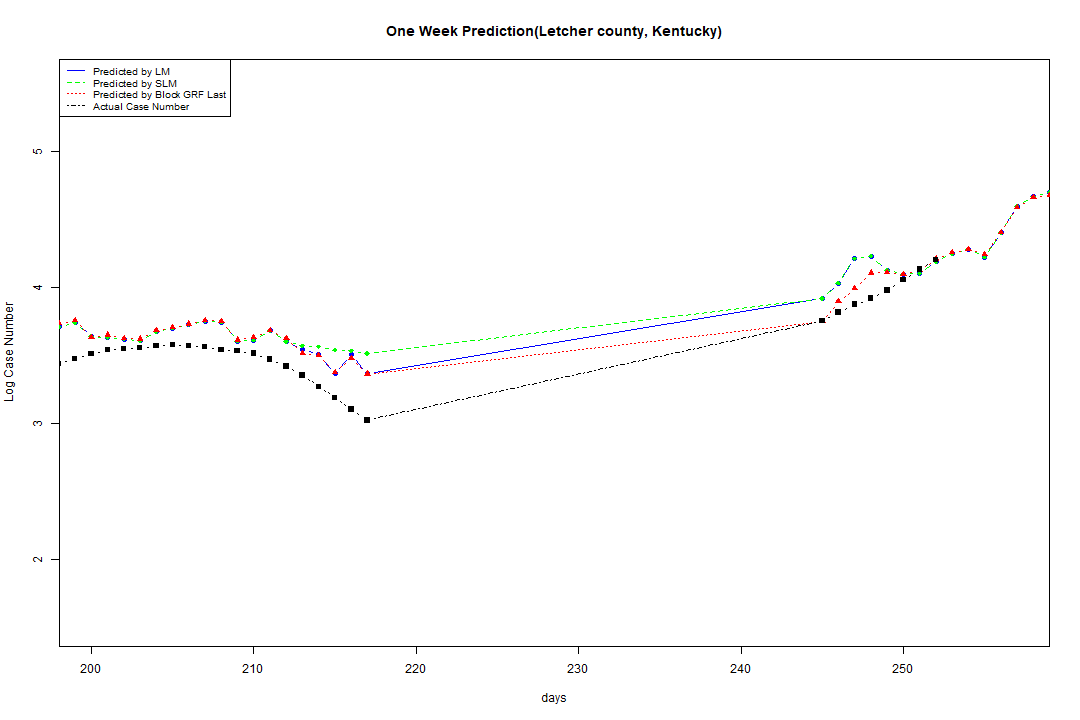 One Week Prediction(Letcher county, Kentucky)
Predicted by LM
Predicted by SLM
Predicted by Block GRF Last
Actual Case Number
5
4
3
2
Log Case Number
200 210 220 230 240 250
days